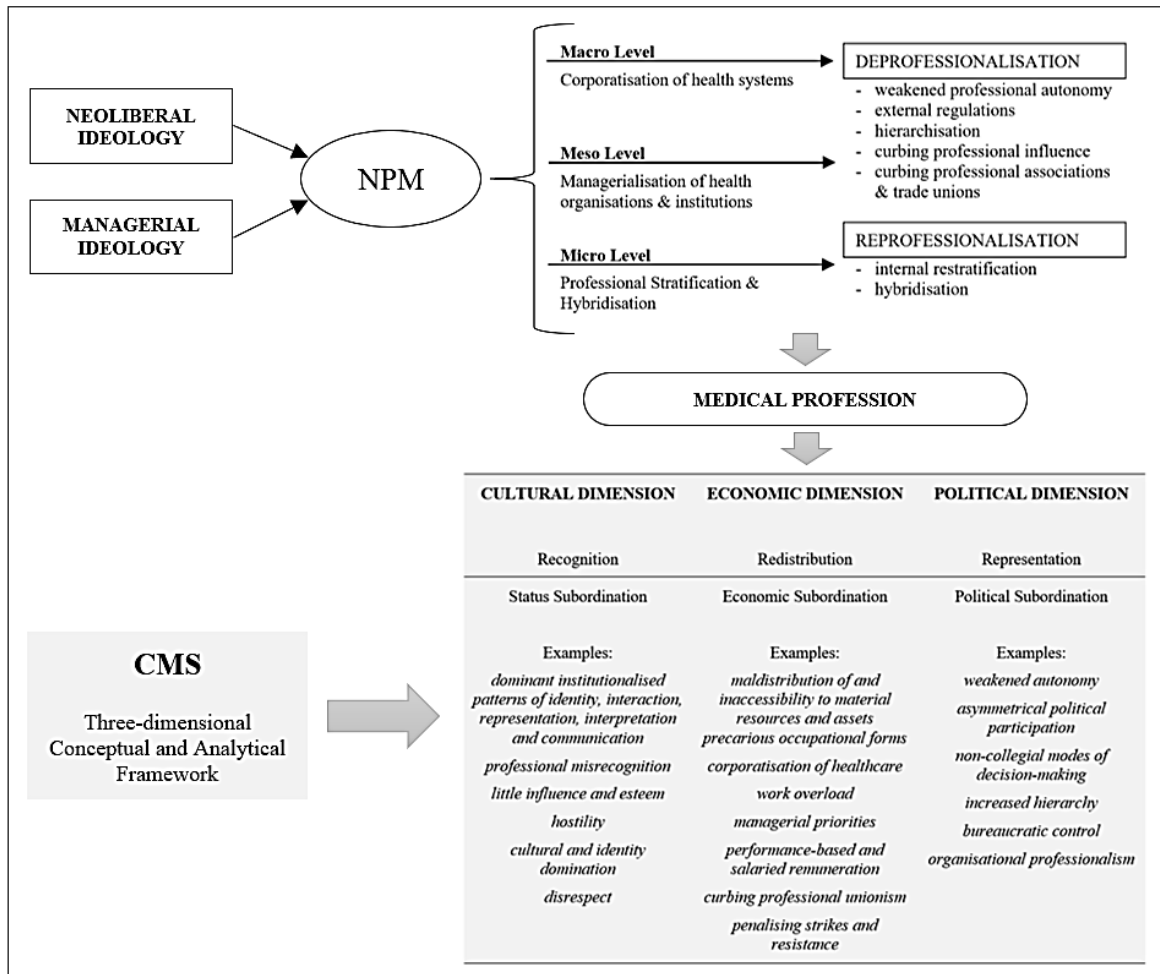 NEOLIBERAL
IDEOLOGY
MANAGERIAL
IDEOLOGY
NPM
Macro Level
Corporatisation of health systems
Meso Level
Managerialisation of health
organisations & institutions
Micro Level
Professional Stratification &
Hybridisation
DEPROFESSIONALISATION
- weakened professional autonomy
- external regulations
- hierarchisation
- curbing professional influence
- curbing professional associations
& trade unions
REPROFESSIONALISATION
- internal restratification
- hybridisation
MEDICAL PROFESSION
CMS
Three-dimensional
Conceptual and Analytical
Framework
CULTURAL DIMENSION
Recognition
Status Subordination
Examples:
dominant institutionalised
patterns of identity, interaction,
representation, interpretation
and communication
professional misrecognition
little influence and esteem
hostility
cultural and identity
domination
disrespect
ECONOMIC DIMENSION
Redistribution
Economic Subordination
Examples:
maldistribution of and
inaccessibility to material
resources and assets
precarious occupational forms
corporatisation of healthcare
work overload
managerial priorities
performance-based and
salaried remuneration
curbing professional unionism
penalising strikes and
resistance
POLITICAL DIMENSION
Representation
Political Subordination
Examples:
weakened autonomy
asymmetrical political
participation
non-collegial modes of
decision-making
increased hierarchy
bureaucratic control
organisational professionalism